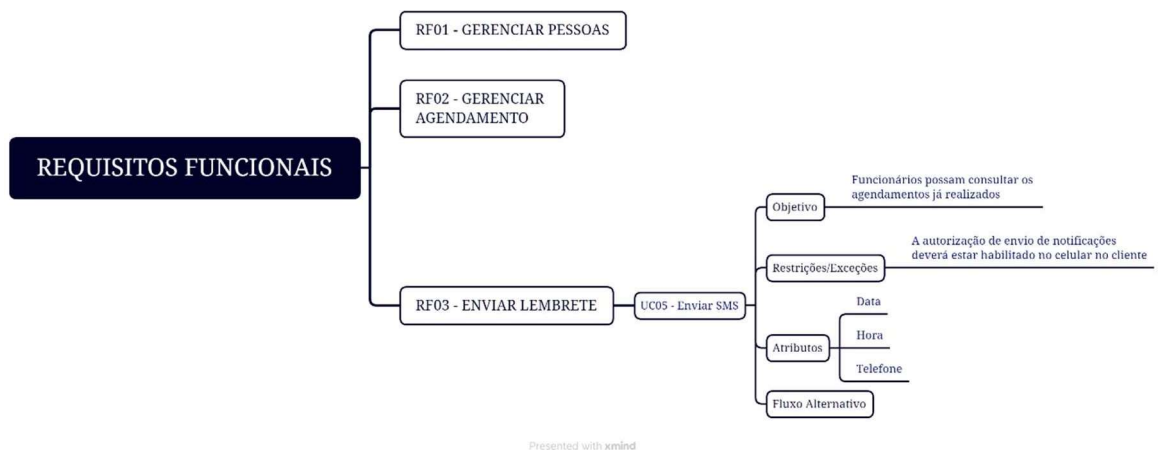 RF01 - GERENCIAR PESSOAS
RF02 - GERENCIAR
AGENDAMENTO
REQUISITOS FUNCIONAIS
RF03 - ENVIAR LEMBRETE
UC05 - Enviar SMS
Objetivo
Funcionários possam consultar os
agendamentos já realizados
Restrições/Exceções
A autorização de envio de notificações
deverá estar habilitado no celular no cliente
Atributos
Data
Hora
Telefone
Fluxo Alternativo
Presented with xmind